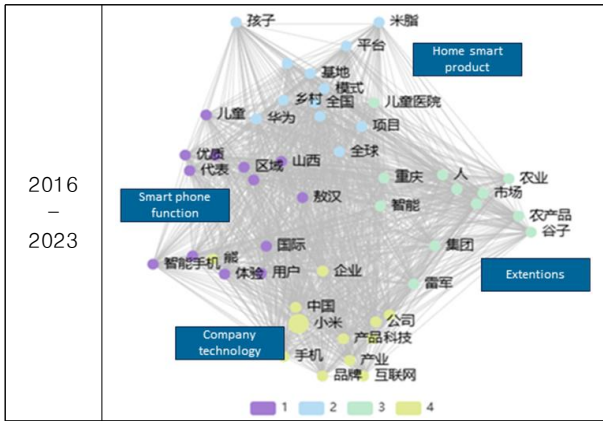 2016
–
2023
孩子
米脂
平台
Home smart
product
基地
模式
乡村
全国
儿童医院
儿童
华为
项目
优质
代表
区域
山西
全球
重庆
人
农业
市场
Smart phone
function
敖汉
智能
农产品
谷子
国际
集团
智能手机
能
体验
用户
企业
雷军
Extentions
中国
小米
公司
Company
technology
产品
科技
手机
产业
品牌
互联网
1
2
3
4